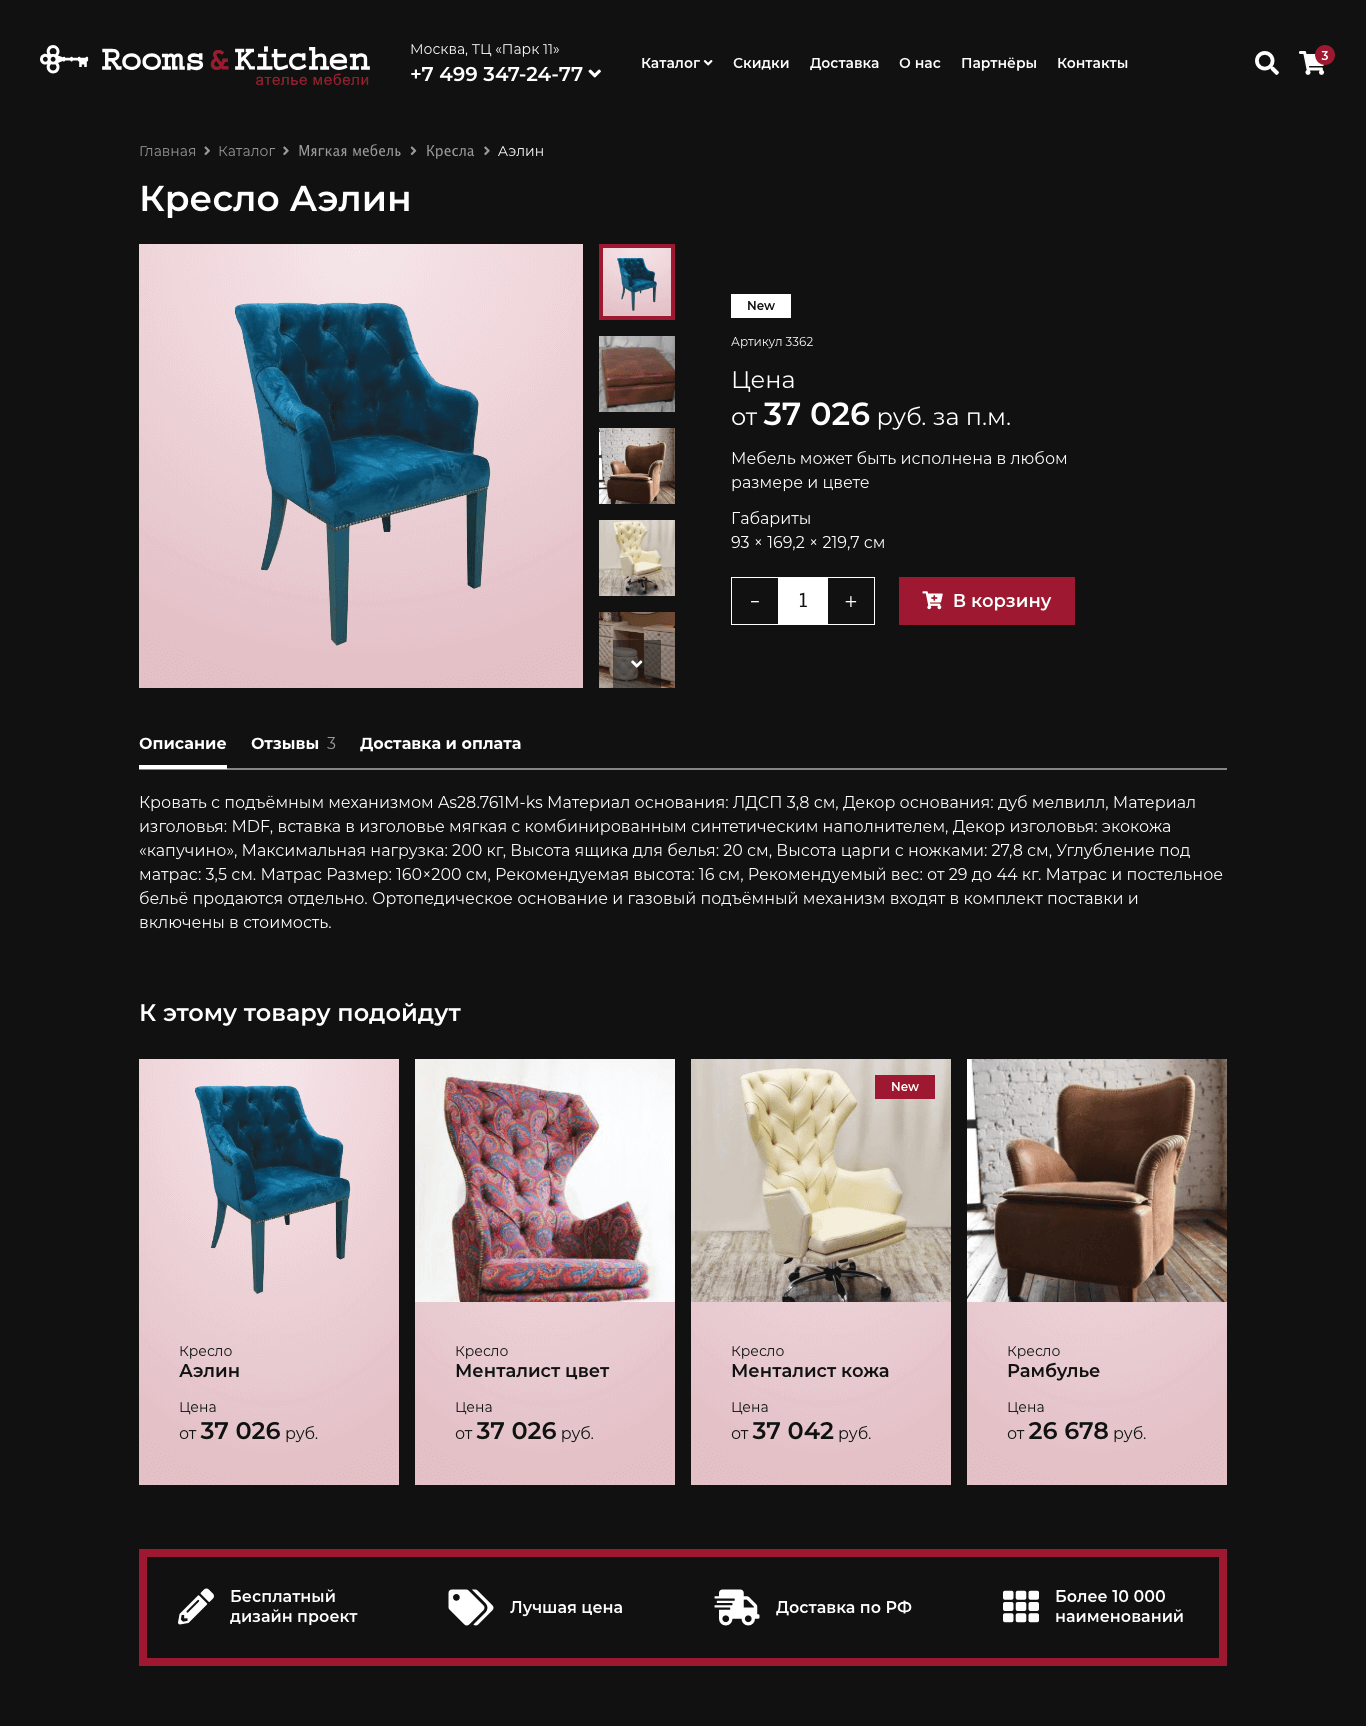 Rooms & Kitchen
ателье мебели
Москва, ТЦ «Парк 11»
+7 499 347-24-77
Каталог Скидки Доставка О нас Партнёры Контакты
3
Главная Каталог Мягкая мебель Кресла Аэлин
Кресло Аэлин
New
Артикул 3362
Цена
от 37 026 руб. за п.м.
Мебель может быть исполнена в любом
размере и цвете
Габариты
93 × 169,2 × 219,7 см
- 1 + В корзину
Описание Отзывы 3 Доставка и оплата
Кровать с подъёмным механизмом As28.761M-ks Материал основания: ЛДСП 3,8 см, Декор основания: дуб мелвилл, Материал
изголовья: MDF, вставка в изголовье мягкая с комбинированным синтетическим наполнителем, Декор изголовья: экокожа
«капучино», Максимальная нагрузка: 200 кг, Высота ящика для белья: 20 см, Высота царги с ножками: 27,8 см, Углубление под
матрас: 3,5 см. Матрас Размер: 160×200 см, Рекомендуемая высота: 16 см, Рекомендуемый вес: от 29 до 44 кг. Матрас и постельное
бельё продаются отдельно. Ортопедическое основание и газовый подъёмный механизм входят в комплект поставки и
включены в стоимость.
К этому товару подойдут
Кресло
Аэлин
Цена
от 37 026 руб.
Кресло
Менталист цвет
Цена
от 37 026 руб.
New
Кресло
Менталист кожа
Цена
от 37 042 руб.
Кресло
Рамбулье
Цена
от 26 678 руб.
Бесплатный
дизайн проект
Лучшая цена
Доставка по РФ
Более 10 000
наименований